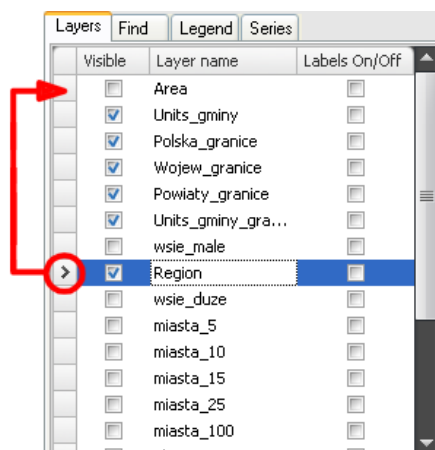 Layers Find Legend Series
Visible Layer name Labels On/Off
Area
Units_gminy
Polska_granice
Wojew_granice
Powiaty_granice
Units_gminy_gra...
wsie_male
Region
wsie_duze
miasta_5
miasta_10
miasta_15
miasta_25
miasta_100